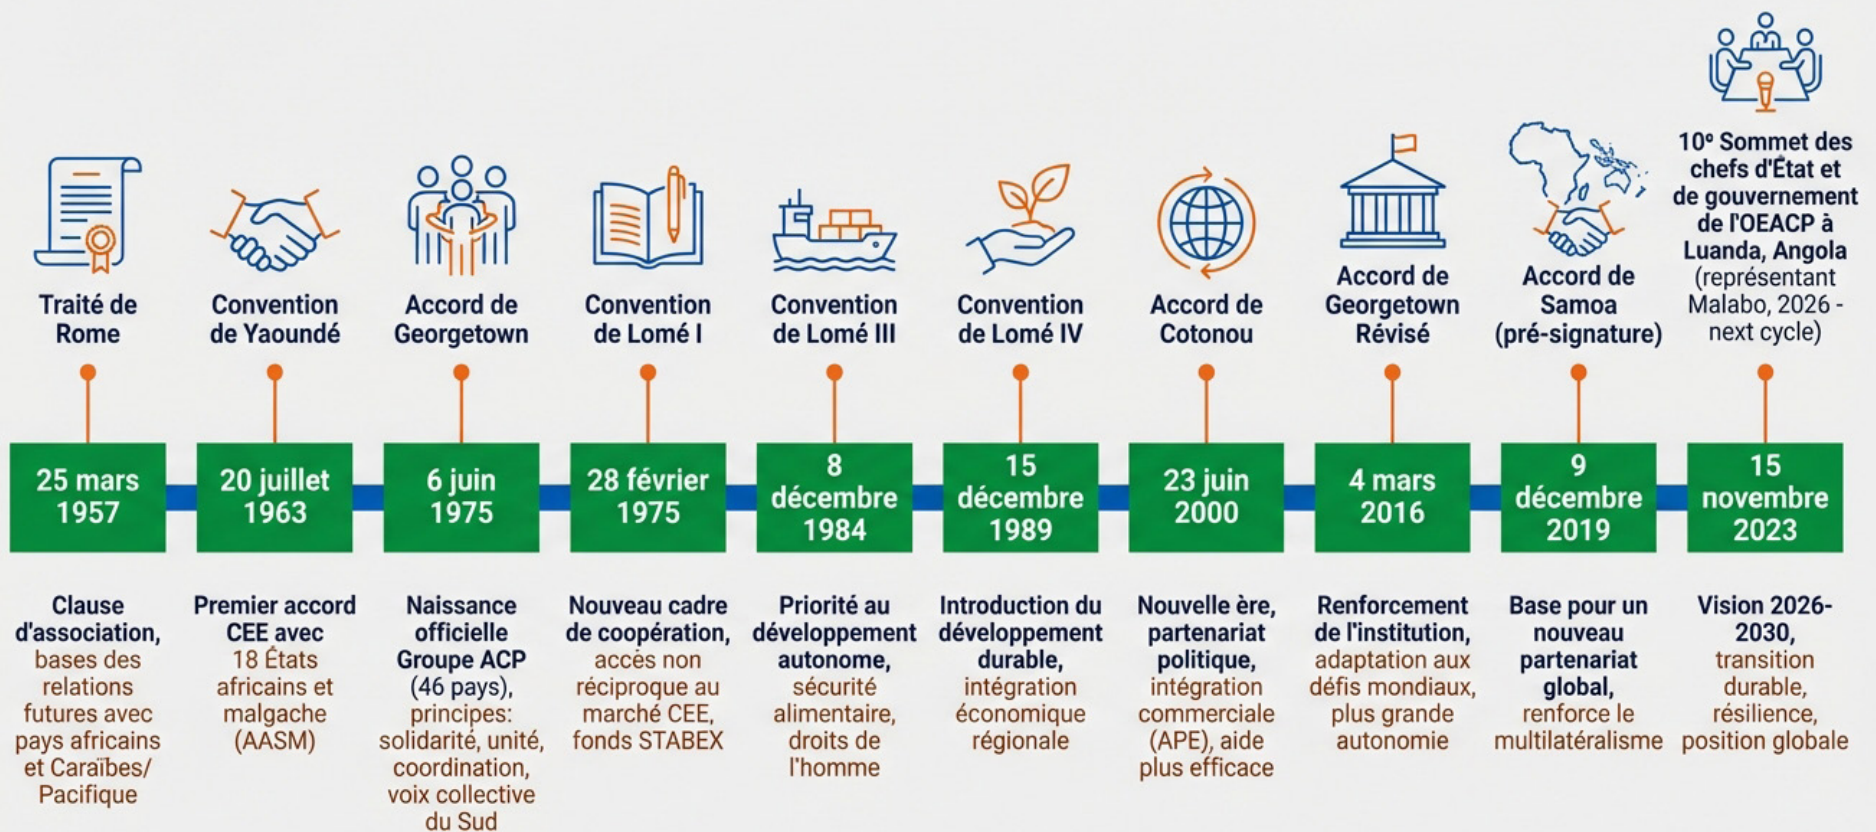 Traité de
Rome
25 mars
1957
Clause
d'association,
bases des
relations
futures avec
pays africains
et Caraïbes/
Pacifique
Convention
de Yaoundé
20 juillet
1963
Premier accord
CEE avec
18 États
africains et
malgache
(AASM)
Accord de
Georgetown
6 juin
1975
Naissance
officielle
Groupe ACP
(46 pays),
principes:
solidarité, unité,
coordination,
voix collective
du Sud
Convention
de Lomé I
28 février
1975
Nouveau cadre
de coopération,
accès non
réciproque au
marché CEE,
fonds STABEX
Convention
de Lomé III
8
décembre
1984
Priorité au
développement
autonome,
sécurité
alimentaire,
droits de
l'homme
Convention
de Lomé IV
15
décembre
1989
Introduction du
développement
durable,
intégration
économique
régionale
Accord de
Cotonou
23 juin
2000
Nouvelle ère,
partenariat
politique,
intégration
commerciale
(APE), aide
plus efficace
Accord de
Georgetown
Révisé
4 mars
2016
Renforcement
de l'institution,
adaptation aux
défis mondiaux,
plus grande
autonomie
Accord de
Samoa
(pré-signature)
9
décembre
2019
Base pour un
nouveau
partenariat
global,
renforce le
multilatéralisme
10e Sommet des
chefs d'État et
de gouvernement
de l'OEACP à
Luanda, Angola
(représentant
Malabo, 2026 -
next cycle)
15
novembre
2023
Vision 2026-
2030,
transition
durable,
résilience,
position globale